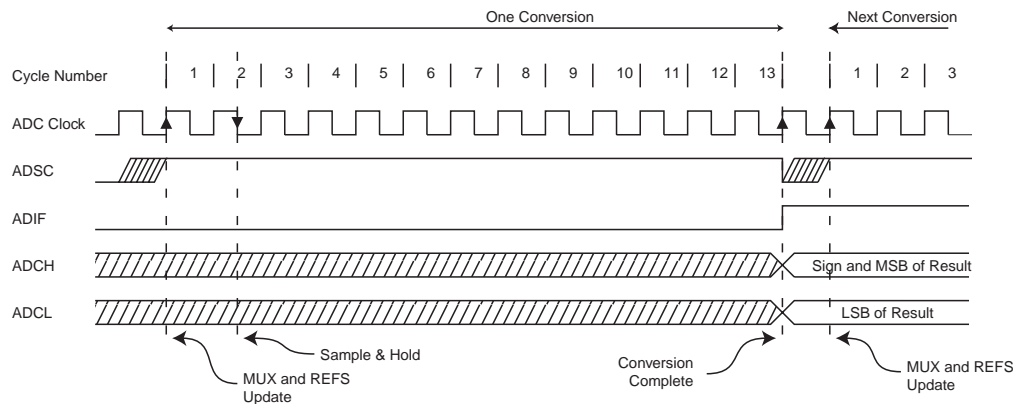 One Conversion
Next Conversion
Cycle Number
1 2 3 4 5 6 7 8 9 10 11 12 13 1 2 3
ADC Clock
ADSC
ADIF
ADCH
Sign and MSB of Result
ADCL
LSB of Result
Sample & Hold
MUX and REFS
Update
Conversion
Complete
MUX and REFS
Update